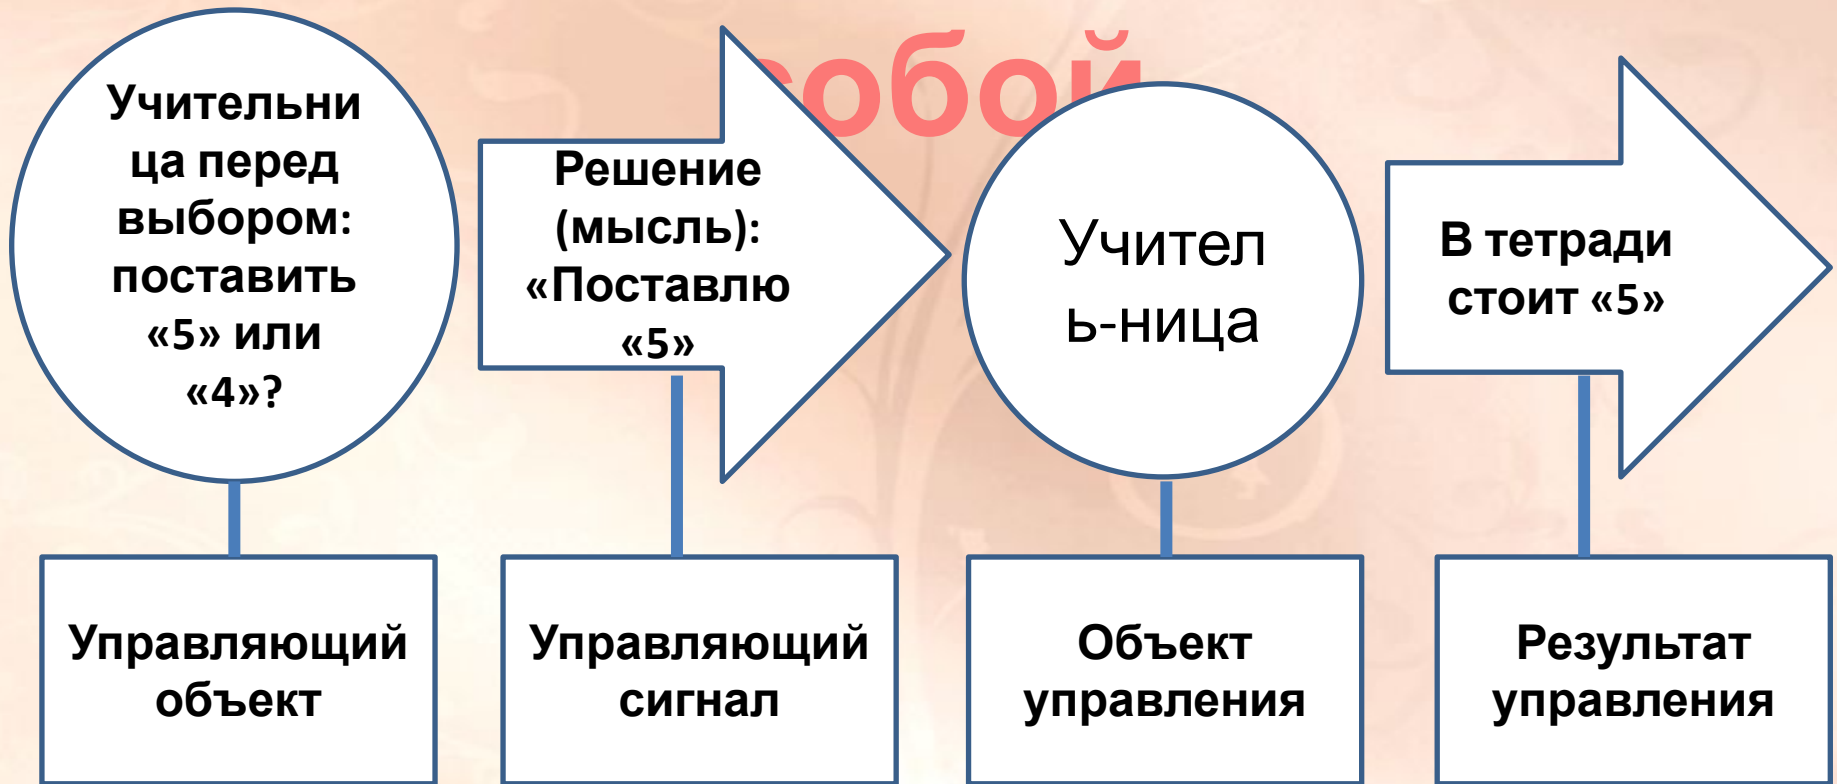 собой
Учительни
ца перед
выбором:
поставить
«5» или
«4»?
Решение
(мысль):
«Поставлю
«5»
Учител
ь-ница
В тетради
стоит «5»
Управляющий
объект
Управляющий
сигнал
Объект
управления
Результат
управления